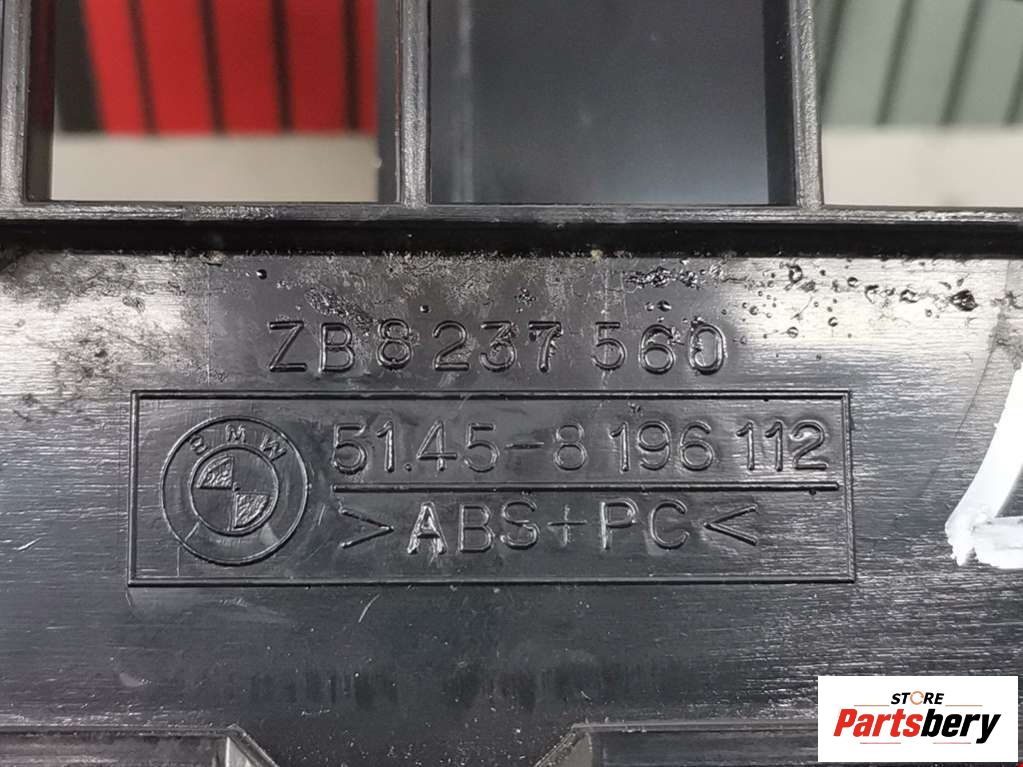 ZB 8 237 560
BMW
51.45-8 196 112
>ABS+PC<
STORE
Partsbery